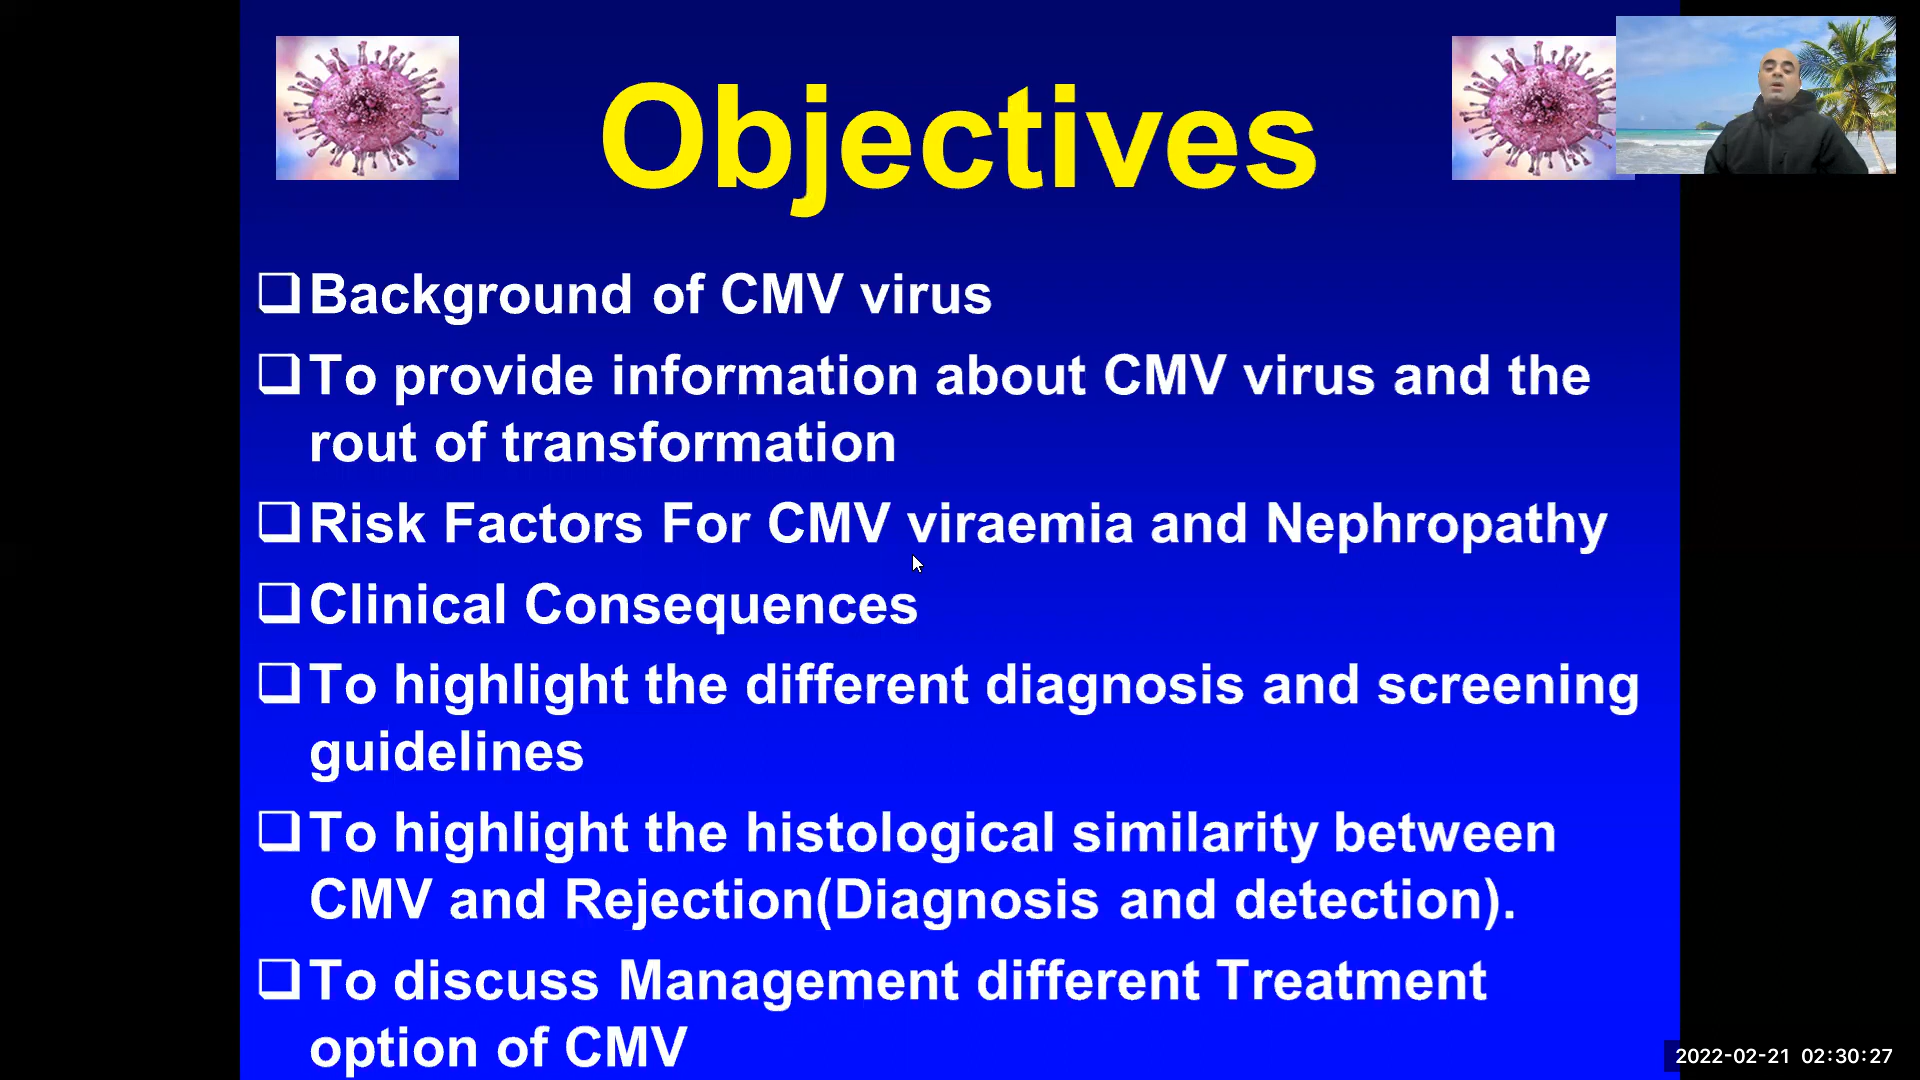 Objectives
❑Background of CMV virus
❑To provide information about CMV virus and the
rout of transformation
❑Risk Factors For CMV viraemia and Nephropathy
❑Clinical Consequences
❑To highlight the different diagnosis and screening
guidelines
❑To highlight the histological similarity between
CMV and Rejection(Diagnosis and detection).
❑To discuss Management different Treatment
option of CMV
2022-02-21 02:30:27